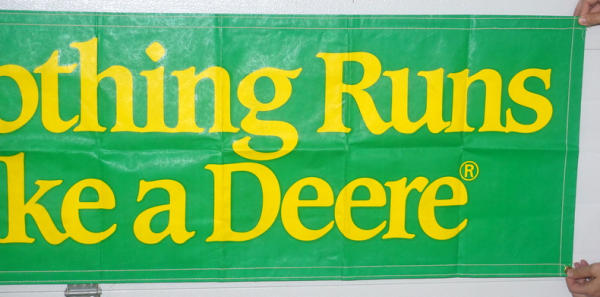 othing Runs
ke a Deere®